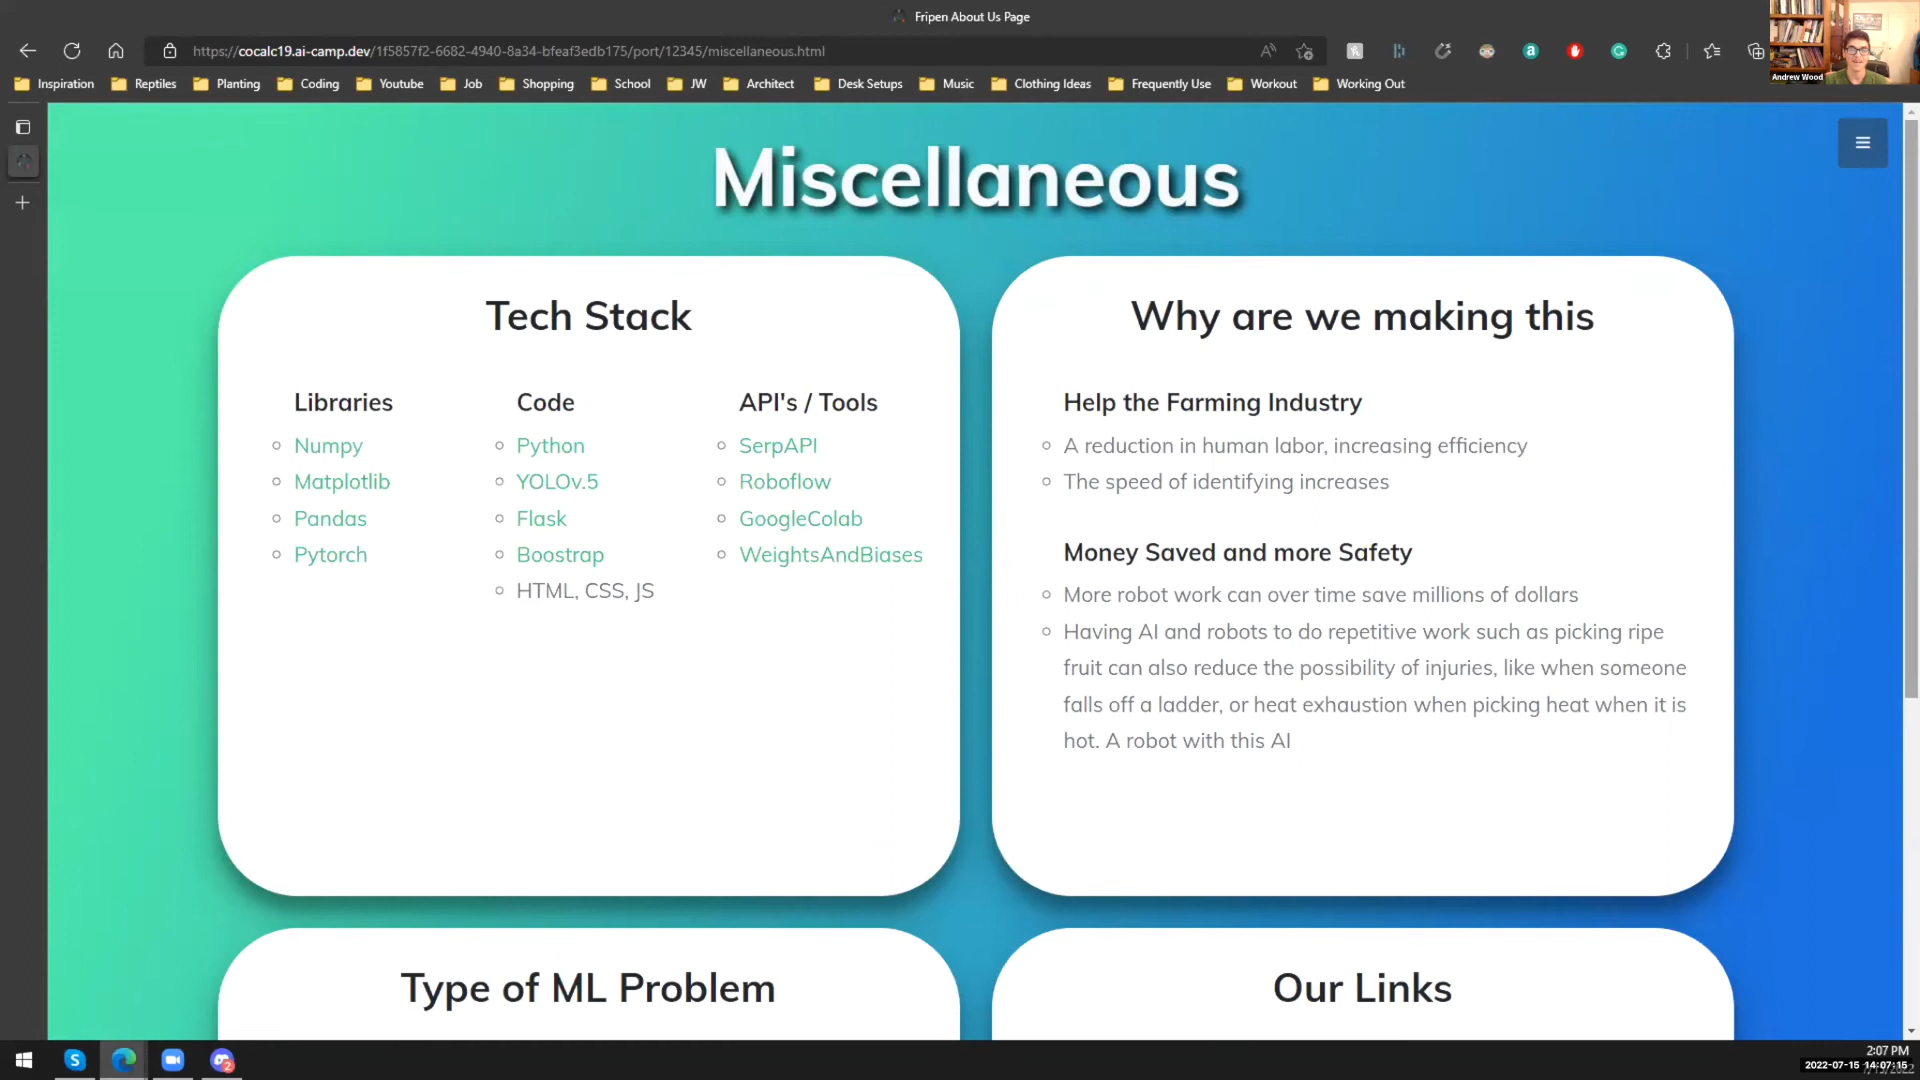 Fripen About Us Page
https://cocalc19.ai-camp.dev/1f5857f2-6682-4940-8a34-bfeaf3edb175/port/12345/miscellaneous.html
Andrew Wood
Inspiration
Reptiles
Planting
Coding
Youtube
Job
Shopping
School
JW
Architect
Desk Setups
Music
Clothing Ideas
Frequently Use
Workout
Working Out
Miscellaneous
Tech Stack
Libraries
Numpy
Matplotlib
Pandas
Pytorch
Code
Python
YOLOv.5
Flask
Boostrap
HTML, CSS, JS
API's / Tools
SerpAPI
Roboflow
GoogleColab
WeightsAndBiases
Why are we making this
Help the Farming Industry
A reduction in human labor, increasing efficiency
The speed of identifying increases
Money Saved and more Safety
More robot work can over time save millions of dollars
Having AI and robots to do repetitive work such as picking ripe
fruit can also reduce the possibility of injuries, like when someone
falls off a ladder, or heat exhaustion when picking heat when it is
hot. A robot with this AI
Type of ML Problem
Our Links
2:07 PM
2022-07-15 14:07:15